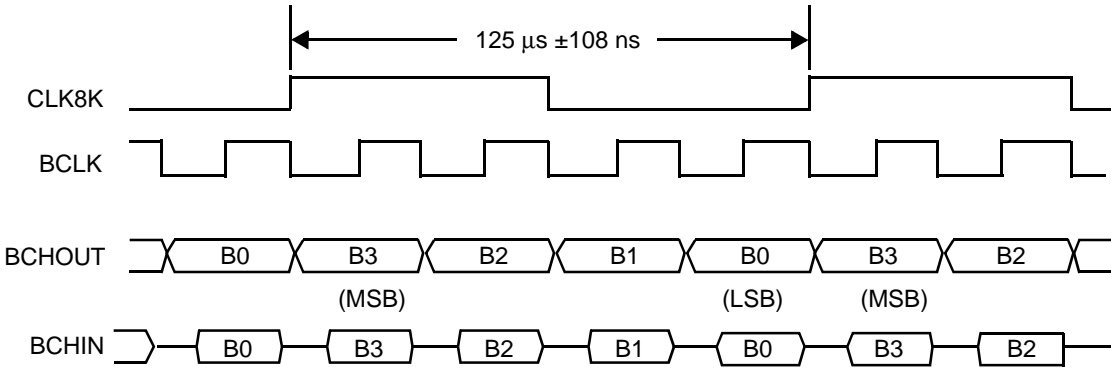 125 μs ±108 ns
CLK8K
BCLK
BCHOUT B0 B3 B2 B1 B0 B3 B2
(MSB) (LSB) (MSB)
BCHIN B0 B3 B2 B1 B0 B3 B2